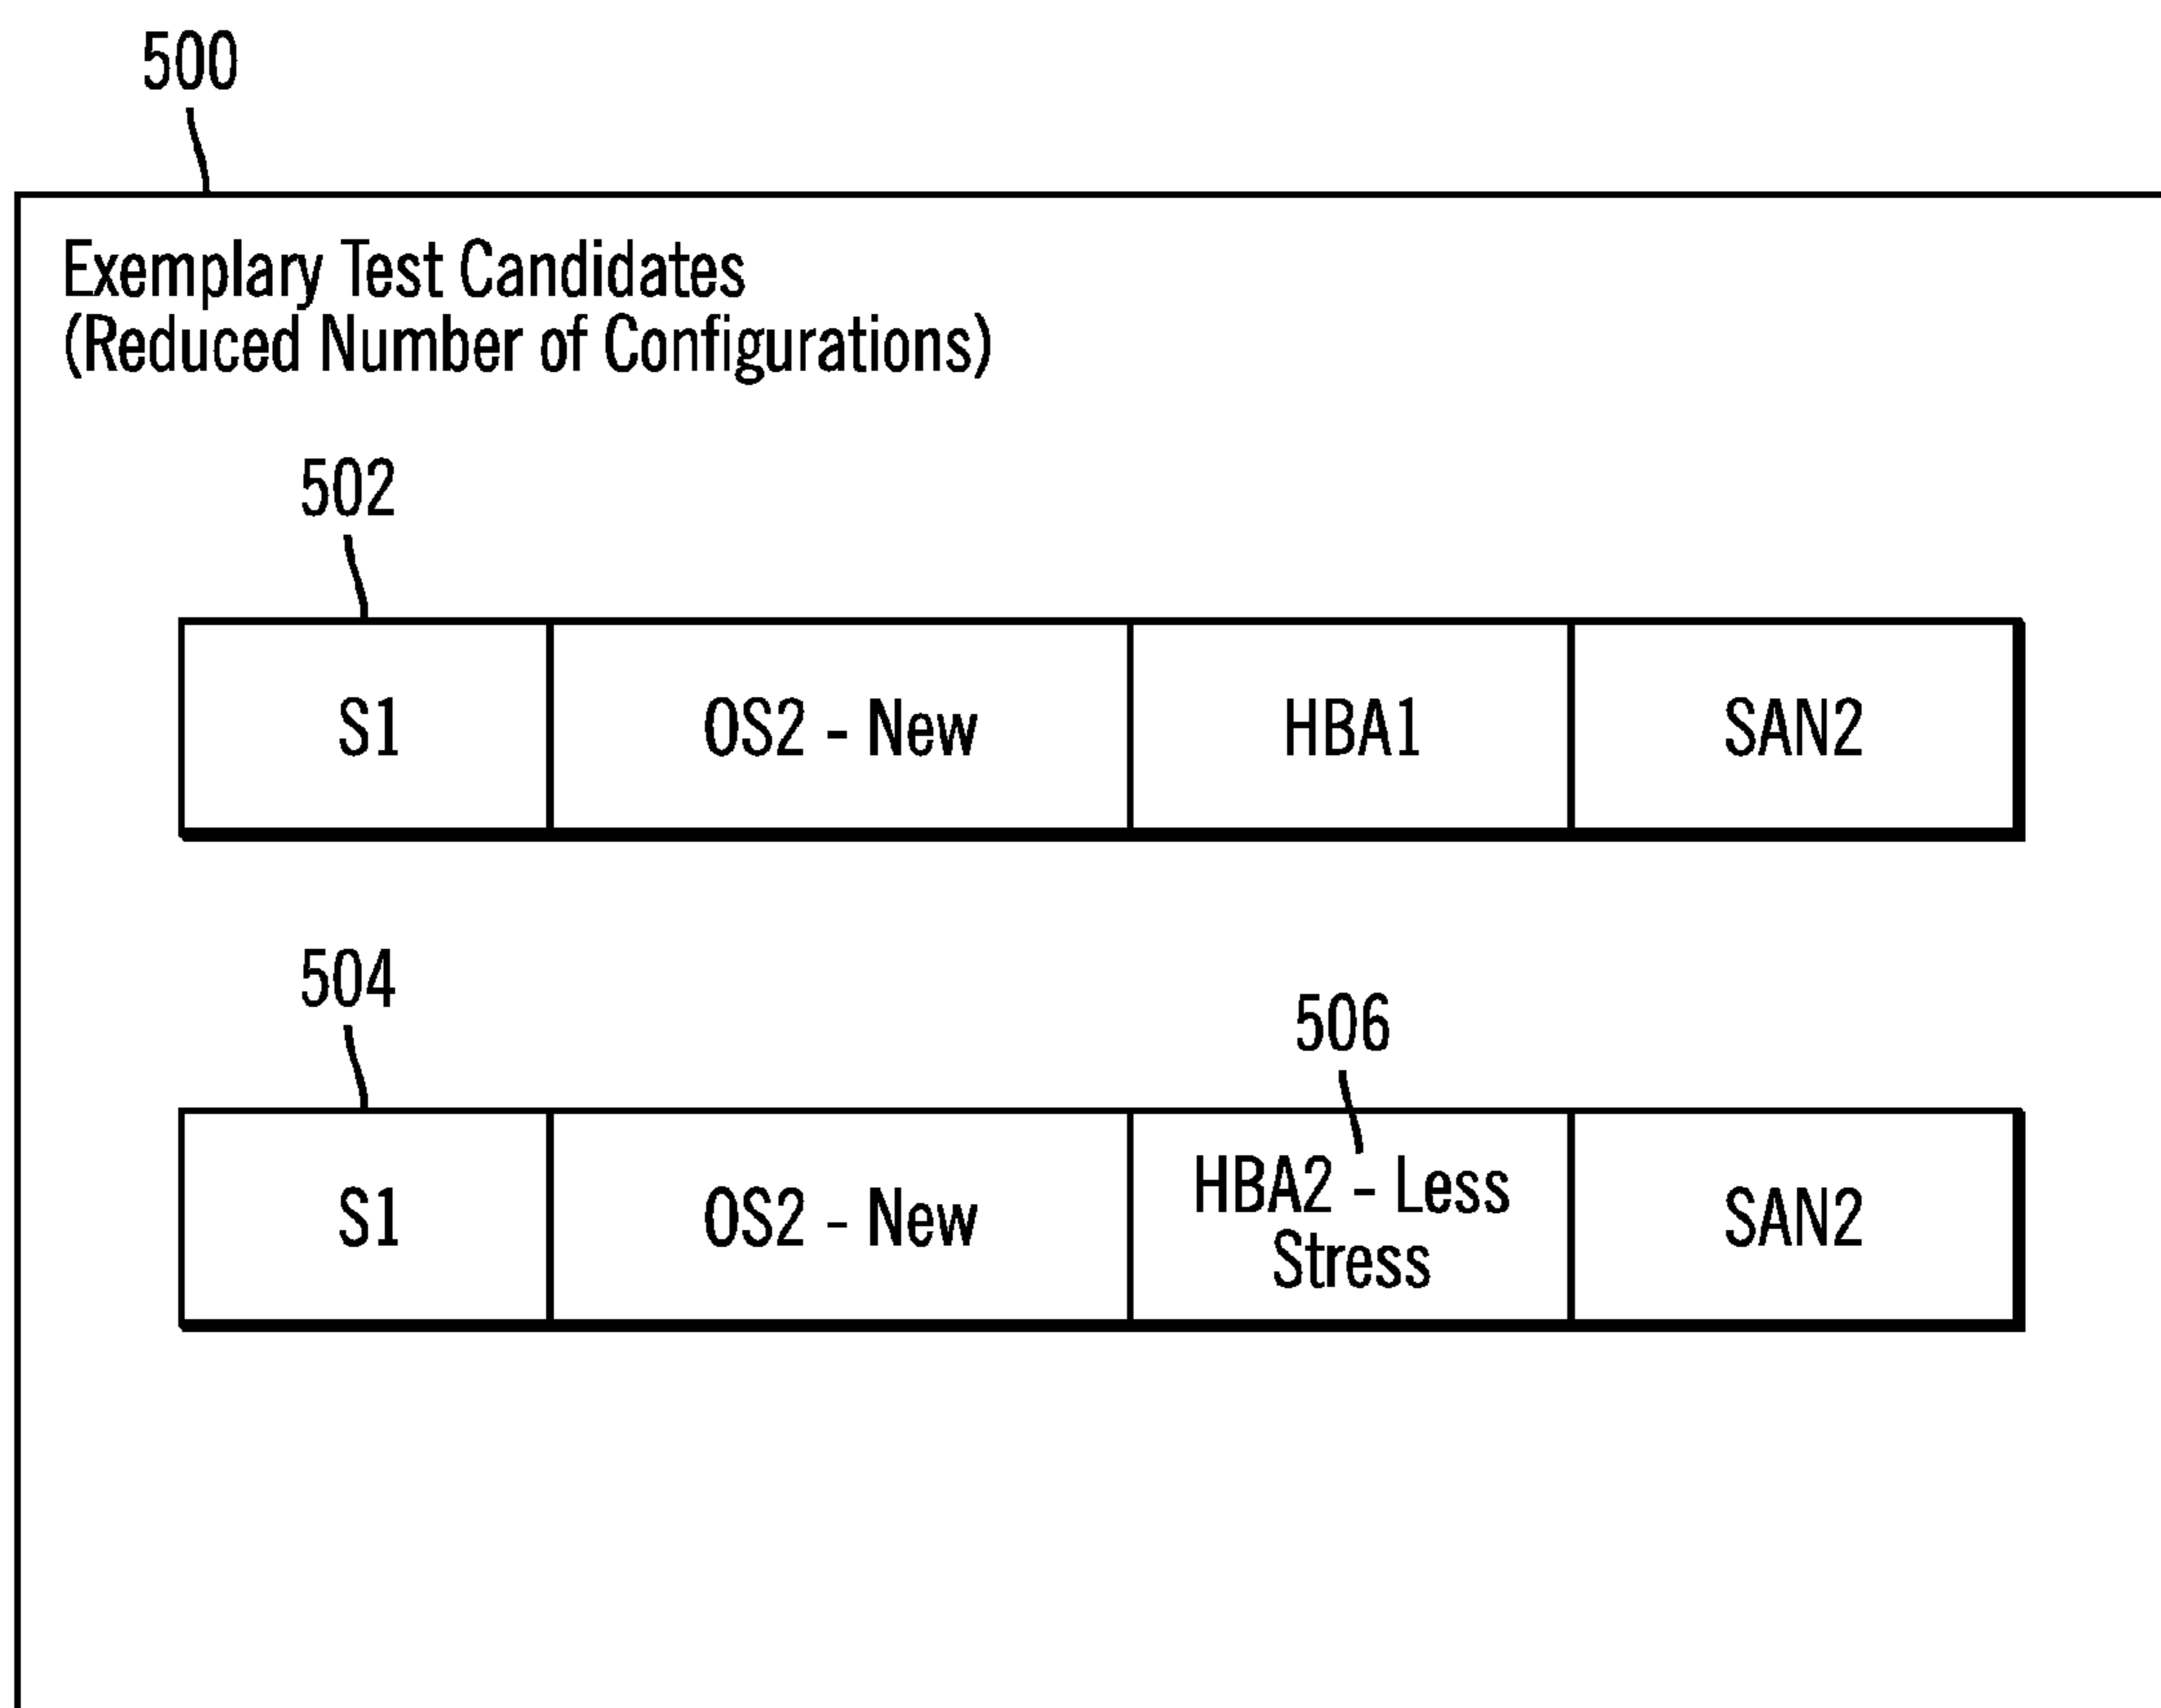 500
Exemplary Test Candidates
(Reduced Number of Configurations)
502
S1
OS2 - New
HBA1
SAN2
504
506
S1
OS2 - New
HBA2 - Less
Stress
SAN2